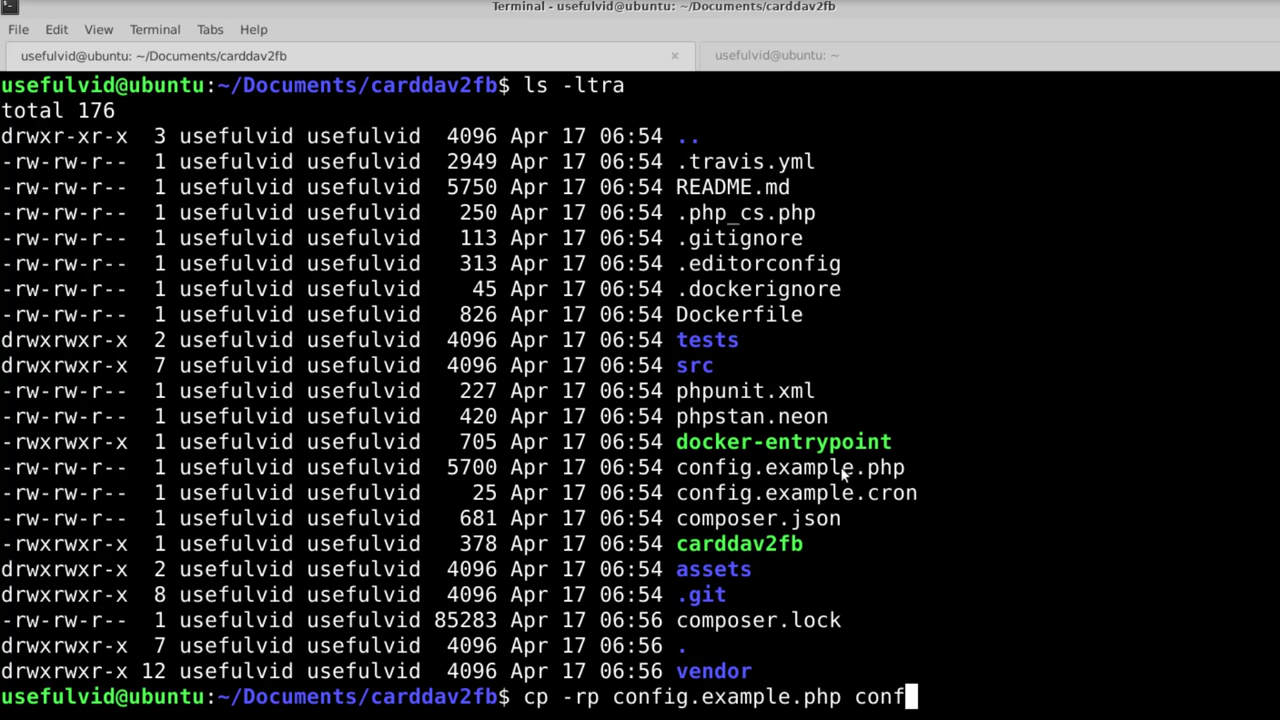 Terminal - usefulvid@ubuntu: ~/Documents/carddav2fb
File Edit View Terminal Tabs Help
usefulvid@ubuntu: ~/Documents/carddav2fb × usefulvid@ubuntu: ~
usefulvid@ubuntu:~/Documents/carddav2fb$ ls -ltra
total 176
drwxr-xr-x 3 usefulvid usefulvid 4096 Apr 17 06:54 ..
-rw-rw-r-- 1 usefulvid usefulvid 2949 Apr 17 06:54 .travis.yml
-rw-rw-r-- 1 usefulvid usefulvid 5750 Apr 17 06:54 README.md
-rw-rw-r-- 1 usefulvid usefulvid 250 Apr 17 06:54 .php_cs.php
-rw-rw-r-- 1 usefulvid usefulvid 113 Apr 17 06:54 .gitignore
-rw-rw-r-- 1 usefulvid usefulvid 313 Apr 17 06:54 .editorconfig
-rw-rw-r-- 1 usefulvid usefulvid 45 Apr 17 06:54 .dockerignore
-rw-rw-r-- 1 usefulvid usefulvid 826 Apr 17 06:54 Dockerfile
drwxrwxr-x 2 usefulvid usefulvid 4096 Apr 17 06:54 tests
drwxrwxr-x 7 usefulvid usefulvid 4096 Apr 17 06:54 src
-rw-rw-r-- 1 usefulvid usefulvid 227 Apr 17 06:54 phpunit.xml
-rw-rw-r-- 1 usefulvid usefulvid 420 Apr 17 06:54 phpstan.neon
-rwxrwxr-x 1 usefulvid usefulvid 705 Apr 17 06:54 docker-entrypoint
-rw-rw-r-- 1 usefulvid usefulvid 5700 Apr 17 06:54 config.example.php
-rw-rw-r-- 1 usefulvid usefulvid 25 Apr 17 06:54 config.example.cron
-rw-rw-r-- 1 usefulvid usefulvid 681 Apr 17 06:54 composer.json
-rwxrwxr-x 1 usefulvid usefulvid 378 Apr 17 06:54 carddav2fb
drwxrwxr-x 2 usefulvid usefulvid 4096 Apr 17 06:54 assets
drwxrwxr-x 8 usefulvid usefulvid 4096 Apr 17 06:54 .git
-rw-rw-r-- 1 usefulvid usefulvid 85283 Apr 17 06:56 composer.lock
drwxrwxr-x 7 usefulvid usefulvid 4096 Apr 17 06:56 .
drwxrwxr-x 12 usefulvid usefulvid 4096 Apr 17 06:56 vendor
usefulvid@ubuntu:~/Documents/carddav2fb$ cp -rp config.example.php conf